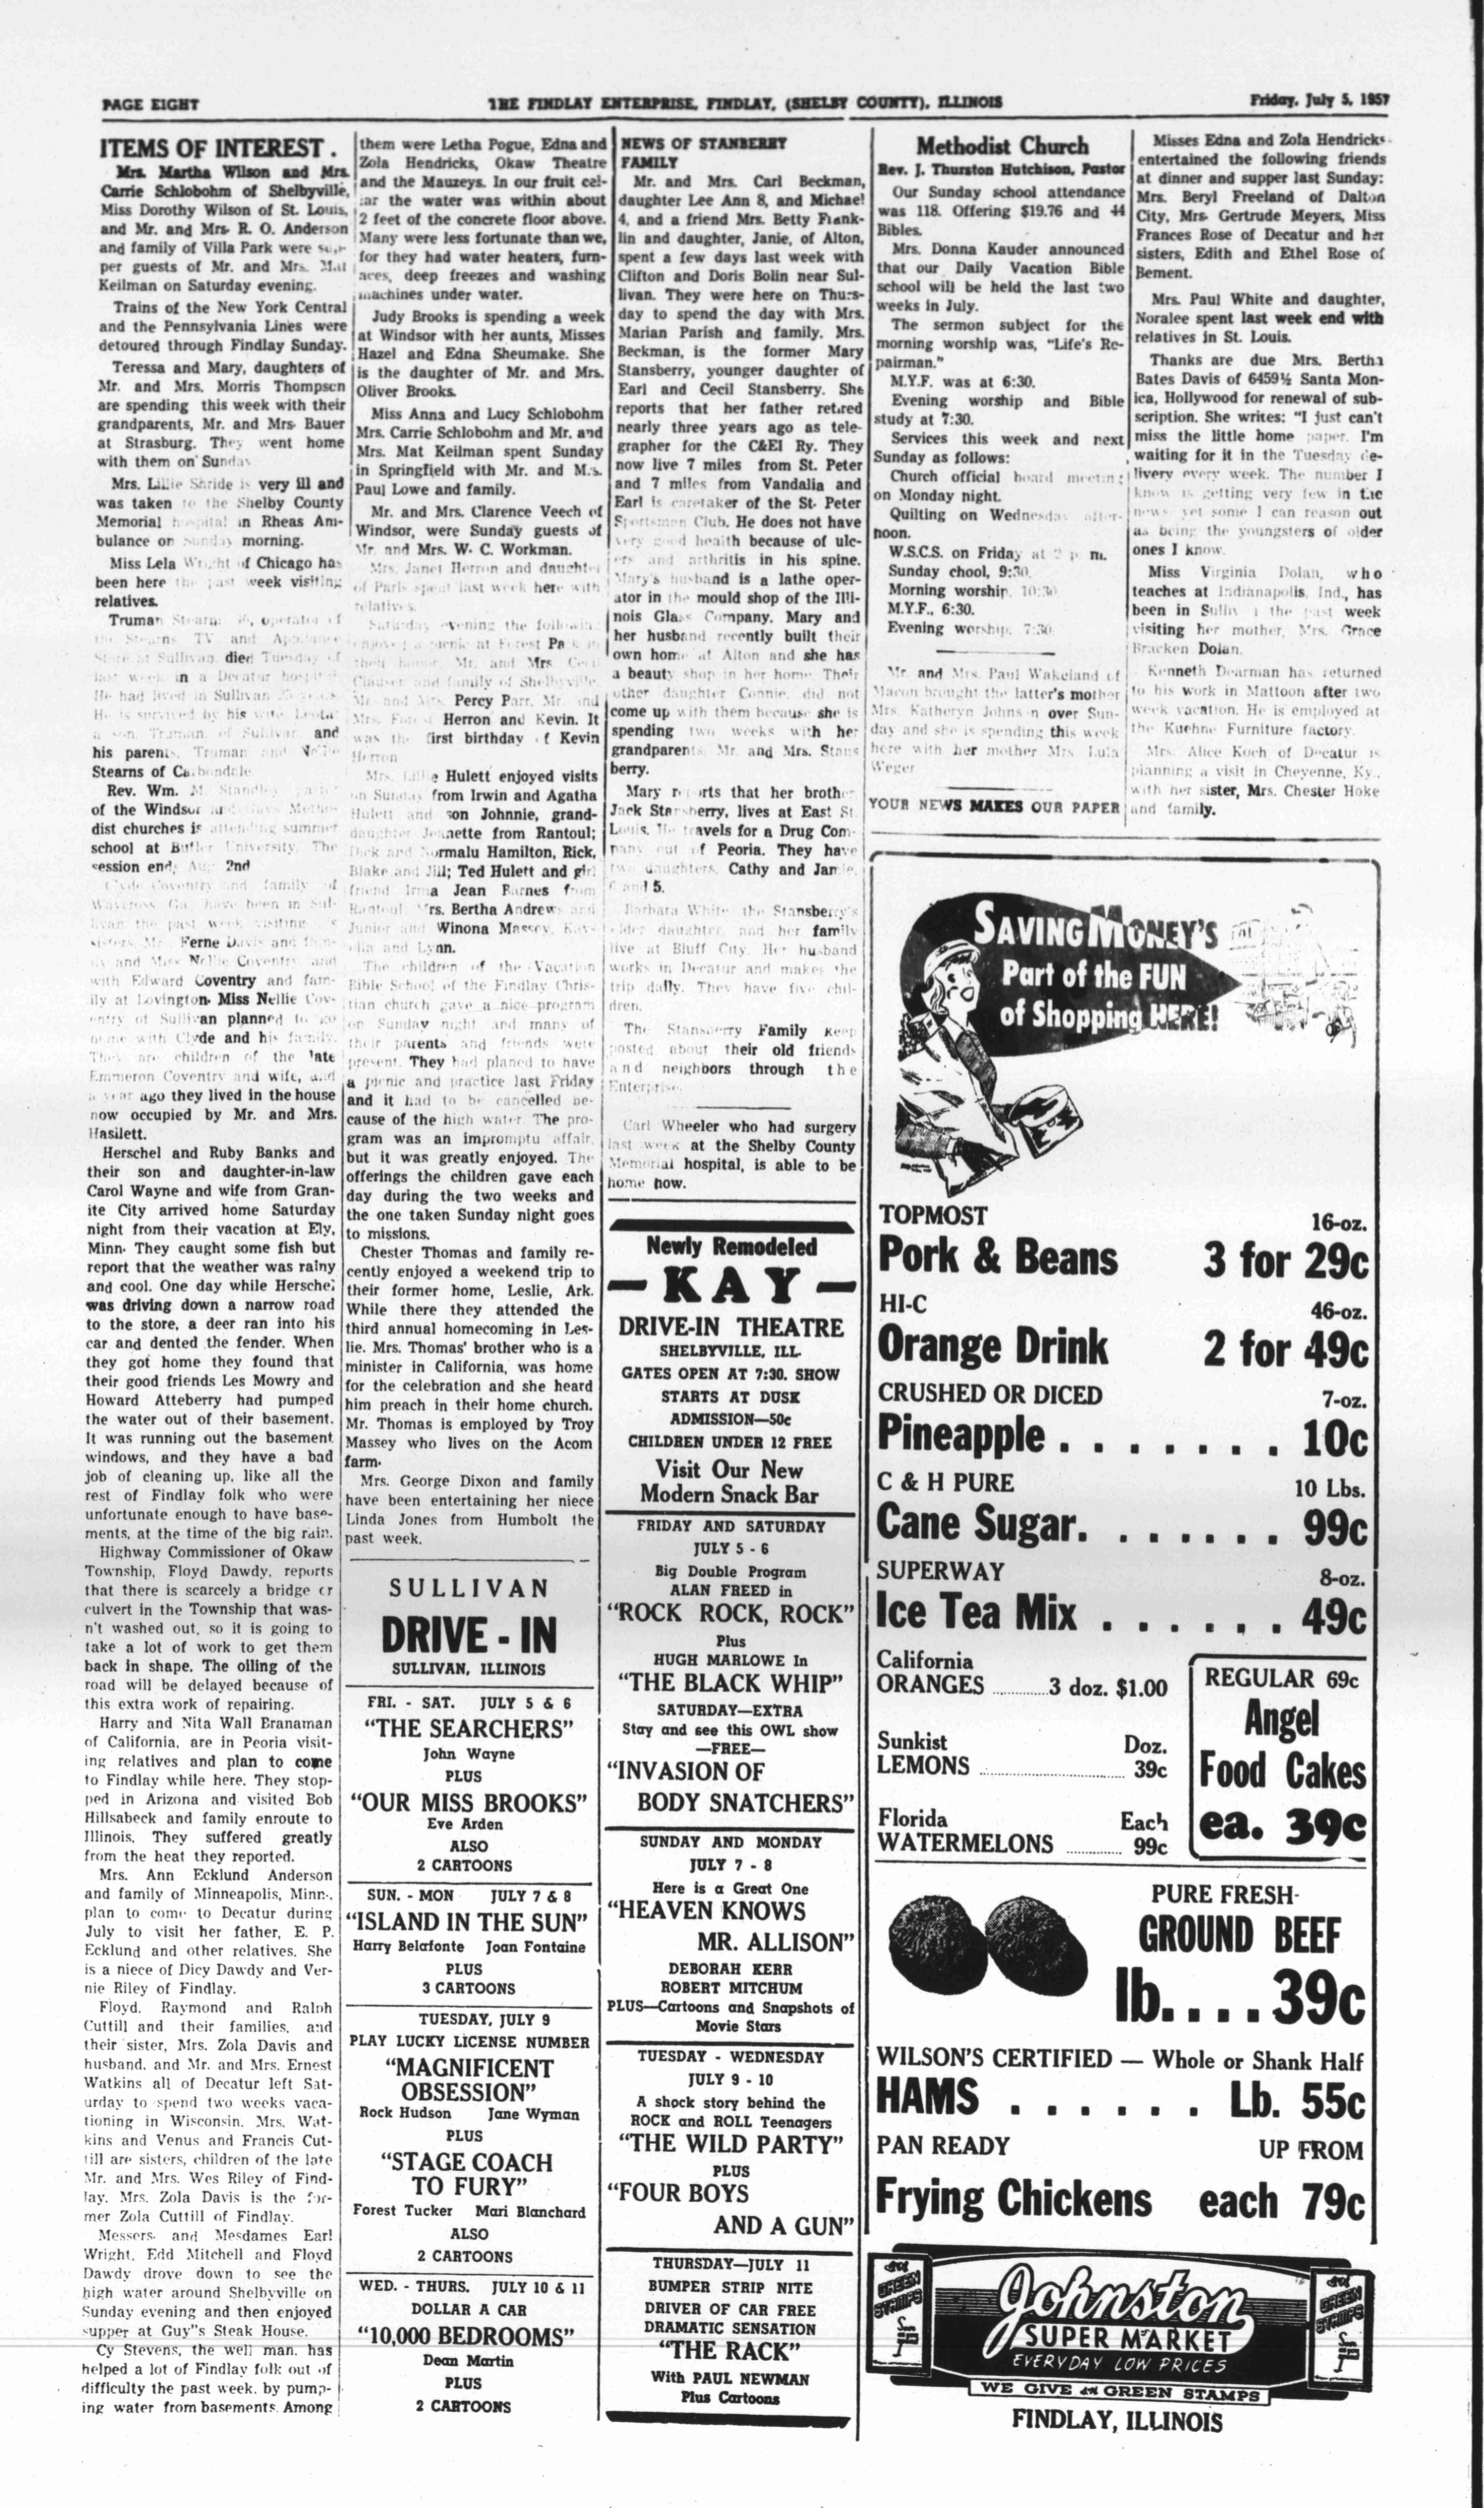 PAGE EIGHT
THE FINDLAY ENTERPRISE, FINDLAY, (SHELBY COUNTY), ILLINOIS
Friday, July 5, 1957
ITEMS OF INTEREST .
Mrs. Martha Wilson and Mrs.
Carrie Schlobohm of Shelbyville,
Miss Dorothy Wilson of St. Louis,
and Mr. and Mrs. R. O. Anderson
and family of Villa Park were sup-
per guests of Mr. and Mrs. Mat
Keilman on Saturday evening.
Trains of the New York Central
and the Pennsylvania Lines were
detoured through Findlay Sunday.
Teressa and Mary, daughters of
Mr. and Mrs. Morris Thompson
are spending this week with their
grandparents, Mr. and Mrs. Bauer
at Strasburg. They went home
with them on Sunday
Mrs. Lillie Shride is very ill and
was taken to the Shelby County
Memorial hospital in Rheas Am-
bulance on Sunday morning.
Miss Lela Wright of Chicago has
been here the past week visiting
relatives.
Truman Stearns operator of
the Stearns TV and Appliance
Store at Sullivan, died Tuesday of
last week in a Decatur hospital
He had lived in Sullivan years.
He is survived by his wife,
a son, Truman, of Sullivan and
his parents, Truman and Nellie
Stearns of Carbondale
Rev. Wm. M. Standley
of the Windsor and Metho-
dist churches is attending summer
school at Butler University. The
session ends Aug 2nd
Clyde Coventry and family of
Waycross Ga. have been in Sul-
livan the past week visiting
sisters Ferne Davis and
and Miss Nellie Coventry and
with Edward Coventry and fam-
ily at Lovington. Miss Nellie Cov-
entry of Sullivan planned to go
home with Clyde and his family.
They are children of the late
Emmeron Coventry and wife, and
a year ago they lived in the house
now occupied by Mr. and Mrs.
Haslett.
Herschel and Ruby Banks and
their son and daughter-in-law
Carol Wayne and wife from Gran-
ite City arrived home Saturday
night from their vacation at Ely,
Minn. They caught some fish but
report that the weather was rainy
and cool. One day while Herschel
was driving down a narrow road
to the store, a deer ran into his
car and dented the fender. When
they got home they found that
their good friends Les Mowry and
Howard Atteberry had pumped
the water out of their basement.
It was running out the basement
windows, and they have a bad
job of cleaning up, like all the
rest of Findlay folk who were
unfortunate enough to have base-
ments, at the time of the big rain.
Highway Commissioner of Okaw
Township, Floyd Dawdy, reports
that there is scarcely a bridge or
culvert in the Township that was-
n't washed out, so it is going to
take a lot of work to get them
back in shape. The oiling of the
road will be delayed because of
this extra work of repairing.
Harry and Nita Wall Branaman
of California, are in Peoria visit-
ing relatives and plan to come
to Findlay while here. They stop-
ped in Arizona and visited Bob
Hillsabeck and family enroute to
Illinois. They suffered greatly
from the heat they reported.
Mrs. Ann Ecklund Anderson
and family of Minneapolis, Minn.,
plan to come to Decatur during
July to visit her father, E. P.
Ecklund and other relatives. She
is a niece of Dicy Dawdy and Ver-
nie Riley of Findlay.
Floyd, Raymond and Ralph
Cuttill and their families, and
their sister, Mrs. Zola Davis and
husband, and Mr. and Mrs. Ernest
Watkins all of Decatur left Sat-
urday to spend two weeks vaca-
tioning in Wisconsin. Mrs. Wat-
kins and Venus and Francis Cut-
till are sisters, children of the late
Mr. and Mrs. Wes Riley of Find-
lay. Mrs. Zola Davis is the for-
mer Zola Cuttill of Findlay.
Messers. and Mesdames Earl
Wright, Edd Mitchell and Floyd
Dawdy drove down to see the
high water around Shelbyville on
Sunday evening and then enjoyed
supper at Guy"s Steak House.
Cy Stevens, the well man, has
helped a lot of Findlay folk out of
difficulty the past week, by pump-
ing water from basements. Among
them were Letha Pogue, Edna and
Zola Hendricks, Okaw Theatre
and the Mauzeys. In our fruit cel-
lar the water was within about
2 feet of the concrete floor above.
Many were less fortunate than we,
for they had water heaters, furn-
aces, deep freezes and washing
machines under water.
Judy Brooks is spending a week
at Windsor with her aunts, Misses
Hazel and Edna Sheumake. She
is the daughter of Mr. and Mrs.
Oliver Brooks.
Miss Anna and Lucy Schlobohm
Mrs. Carrie Schlobohm and Mr. and
Mrs. Mat Keilman spent Sunday
in Springfield with Mr. and Mrs.
Paul Lowe and family.
Mr. and Mrs. Clarence Veech of
Windsor, were Sunday guests of
Mr. and Mrs. W. C. Workman.
Mrs. Janet Herron and daughter
of Paris spent last week here with
relatives.
Saturday evening the following
enjoyed a picnic at Forest Park in
their honor, Mr. and Mrs. Cecil
Clauser and family of Shelbyville,
Mr. and Mrs. Percy Parr, Mr. and
Mrs. Forest Herron and Kevin. It
was the first birthday of Kevin
Herron
Mrs. Lillie Hulett enjoyed visits
on Sunday from Irwin and Agatha
Hulett and son Johnnie, grand-
daughter Jeanette from Rantoul;
Dick and Normalu Hamilton, Rick,
Blake and Jill; Ted Hulett and girl
friend Irma Jean Barnes from
Rantoul, Mrs. Bertha Andrews and
Junior and Winona Massey, Kay-
and Lynn.
The children of the Vacation
Bible School of the Findlay Chris-
tian church gave a nice program
on Sunday night and many of
their parents and friends were
present. They had planed to have
a picnic and practice last Friday
and it had to be cancelled be-
cause of the high water. The pro-
gram was an impromptu affair,
but it was greatly enjoyed. The
offerings the children gave each
day during the two weeks and
the one taken Sunday night goes
to missions.
Chester Thomas and family re-
cently enjoyed a weekend trip to
their former home, Leslie, Ark.
While there they attended the
third annual homecoming in Les-
lie. Mrs. Thomas' brother who is a
minister in California, was home
for the celebration and she heard
him preach in their home church.
Mr. Thomas is employed by Troy
Massey who lives on the Acom
farm.
Mrs. George Dixon and family
have been entertaining her niece
Linda Jones from Humbolt the
past week.
SULLIVAN
DRIVE - IN
SULLIVAN, ILLINOIS
FRI. - SAT. JULY 5 & 6
"THE SEARCHERS"
John Wayne
PLUS
"OUR MISS BROOKS"
Eve Arden
ALSO
2 CARTOONS
SUN. - MON JULY 7 & 8
"ISLAND IN THE SUN"
Harry Belafonte Joan Fontaine
PLUS
3 CARTOONS
TUESDAY, JULY 9
PLAY LUCKY LICENSE NUMBER
"MAGNIFICENT
OBSESSION"
Rock Hudson Jane Wyman
PLUS
"STAGE COACH
TO FURY"
Forest Tucker Mari Blanchard
ALSO
2 CARTOONS
WED. - THURS. JULY 10 & 11
DOLLAR A CAR
"10,000 BEDROOMS"
Dean Martin
PLUS
2 CARTOONS
NEWS OF STANBERRY
FAMILY
Mr. and Mrs. Carl Beckman,
daughter Lee Ann 8, and Michael
4, and a friend Mrs. Betty Frank-
lin and daughter, Janie, of Alton,
spent a few days last week with
Clifton and Doris Bolin near Sul-
livan. They were here on Thurs-
day to spend the day with Mrs.
Marian Parish and family. Mrs.
Beckman, is the former Mary
Stansberry, younger daughter of
Earl and Cecil Stansberry. She
reports that her father retired
nearly three years ago as tele-
grapher for the C&EI Ry. They
now live 7 miles from St. Peter
and 7 miles from Vandalia and
Earl is caretaker of the St. Peter
Sportsmen Club. He does not have
very good health because of ulc-
ers and arthritis in his spine.
Mary's husband is a lathe oper-
ator in the mould shop of the Illi-
nois Glass Company. Mary and
her husband recently built their
own home at Alton and she has
a beauty shop in her home. Their
other daughter Connie, did not
come up with them because she is
spending two weeks with her
grandparents Mr. and Mrs. Stans
berry.
Mary reports that her brother
Jack Stansberry, lives at East St.
Louis. He travels for a Drug Com-
pany out of Peoria. They have
two daughters, Cathy and Janie,
6 and 5.
Barbara White the Stansberry's
elder daughter, and her family
live at Bluff City. Her husband
works in Decatur and makes the
trip daily. They have five chil-
dren.
The Stansberry Family keep
posted about their old friends
and neighbors through the
Enterprise.
Carl Wheeler who had surgery
last week at the Shelby County
Memorial hospital, is able to be
home now.
Newly Remodeled
— KAY —
DRIVE-IN THEATRE
SHELBYVILLE, ILL.
GATES OPEN AT 7:30. SHOW
STARTS AT DUSK
ADMISSION—50c
CHILDREN UNDER 12 FREE
Visit Our New
Modern Snack Bar
FRIDAY AND SATURDAY
JULY 5 - 6
Big Double Program
ALAN FREED in
"ROCK ROCK, ROCK"
Plus
HUGH MARLOWE In
"THE BLACK WHIP"
SATURDAY—EXTRA
Stay and see this OWL show
—FREE—
"INVASION OF
BODY SNATCHERS"
SUNDAY AND MONDAY
JULY 7 - 8
Here is a Great One
"HEAVEN KNOWS
MR. ALLISON"
DEBORAH KERR
ROBERT MITCHUM
PLUS—Cartoons and Snapshots of
Movie Stars
TUESDAY - WEDNESDAY
JULY 9 - 10
A shock story behind the
ROCK and ROLL Teenagers
"THE WILD PARTY"
PLUS
"FOUR BOYS
AND A GUN"
THURSDAY—JULY 11
BUMPER STRIP NITE
DRIVER OF CAR FREE
DRAMATIC SENSATION
"THE RACK"
With PAUL NEWMAN
Plus Cartoons
Methodist Church
Rev. J. Thurston Hutchison, Pastor
Our Sunday school attendance
was 118. Offering $19.76 and 44
Bibles.
Mrs. Donna Kauder announced
that our Daily Vacation Bible
school will be held the last two
weeks in July.
The sermon subject for the
morning worship was, "Life's Re-
pairman."
M.Y.F. was at 6:30.
Evening worship and Bible
study at 7:30.
Services this week and next
Sunday as follows:
Church official board meeting
on Monday night.
Quilting on Wednesday after-
noon.
W.S.C.S. on Friday at 2 p. m.
Sunday chool, 9:30.
Morning worship, 10:30
M.Y.F., 6:30.
Evening worship, 7:30.
Mr. and Mrs. Paul Wakeland of
Macon brought the latter's mother
Mrs. Katheryn Johnson over Sun-
day and she is spending this week
here with her mother Mrs. Lula
Weger.
YOUR NEWS MAKES OUR PAPER
Misses Edna and Zola Hendricks
entertained the following friends
at dinner and supper last Sunday:
Mrs. Beryl Freeland of Dalton
City, Mrs. Gertrude Meyers, Miss
Frances Rose of Decatur and her
sisters, Edith and Ethel Rose of
Bement.
Mrs. Paul White and daughter,
Noralee spent last week end with
relatives in St. Louis.
Thanks are due Mrs. Bertha
Bates Davis of 6459½ Santa Mon-
ica, Hollywood for renewal of sub-
scription. She writes: "I just can't
miss the little home paper. I'm
waiting for it in the Tuesday de-
livery every week. The number I
know is getting very few in the
news yet some I can reason out
as being the youngsters of older
ones I know.
Miss Virginia Dolan, who
teaches at Indianapolis, Ind., has
been in Sullivan the past week
visiting her mother, Mrs. Grace
Bracken Dolan.
Kenneth Dearman has returned
to his work in Mattoon after two
week vacation. He is employed at
the Kuehne Furniture factory.
Mrs. Alice Koch of Decatur is
planning a visit in Cheyenne, Ky.,
with her sister, Mrs. Chester Hoke
and family.
SAVING MONEY'S
Part of the FUN
of Shopping HERE!
TOPMOST 16-oz.
Pork & Beans 3 for 29c
HI-C 46-oz.
Orange Drink 2 for 49c
CRUSHED OR DICED 7-oz.
Pineapple . . . . . . . 10c
C & H PURE 10 Lbs.
Cane Sugar. . . . . . . 99c
SUPERWAY 8-oz.
Ice Tea Mix . . . . . . 49c
California
ORANGES ............3 doz. $1.00
Sunkist Doz.
LEMONS ............ 39c
Florida Each
WATERMELONS ............ 99c
REGULAR 69c
Angel
Food Cakes
ea. 39c
PURE FRESH-
GROUND BEEF
lb. . . . 39c
WILSON'S CERTIFIED — Whole or Shank Half
HAMS . . . . . . Lb. 55c
PAN READY UP FROM
Frying Chickens each 79c
GREEN STAMPS
Johnston
SUPER MARKET
EVERYDAY LOW PRICES
WE GIVE S&H GREEN STAMPS
GREEN STAMPS
FINDLAY, ILLINOIS